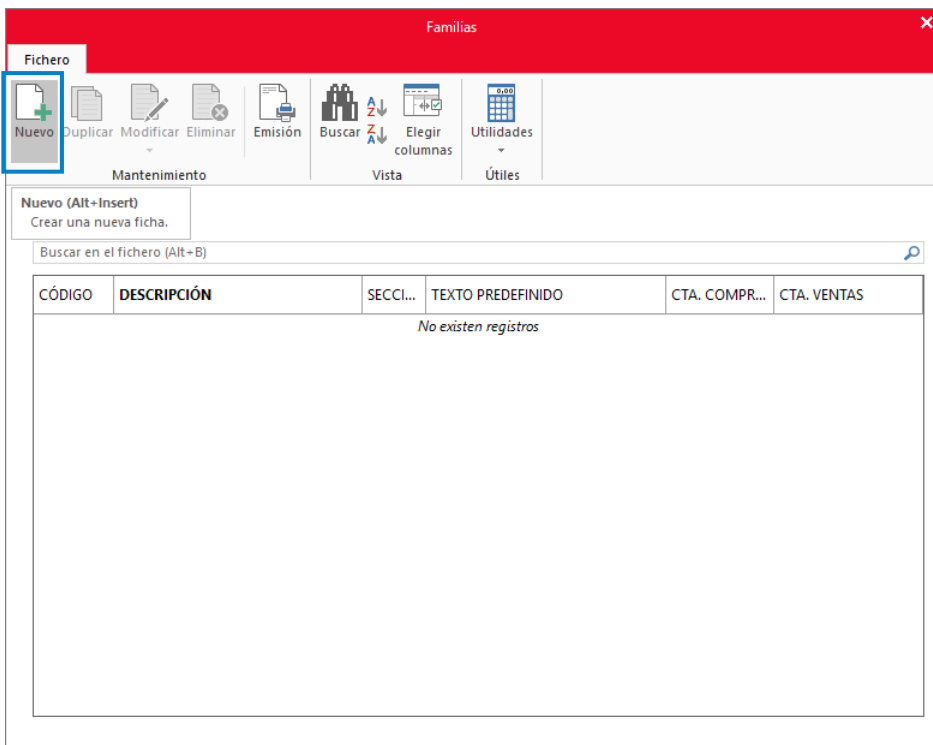 Familias
Fichero
Nuevo Duplicar Modificar Eliminar Emisión Buscar Elegir columnas Utilidades
Mantenimiento Vista Útiles
Nuevo (Alt+Insert)
Crear una nueva ficha.
Buscar en el fichero (Alt+B)
CÓDIGO DESCRIPCIÓN SECCI... TEXTO PREDEFINIDO CTA. COMPR... CTA. VENTAS
No existen registros